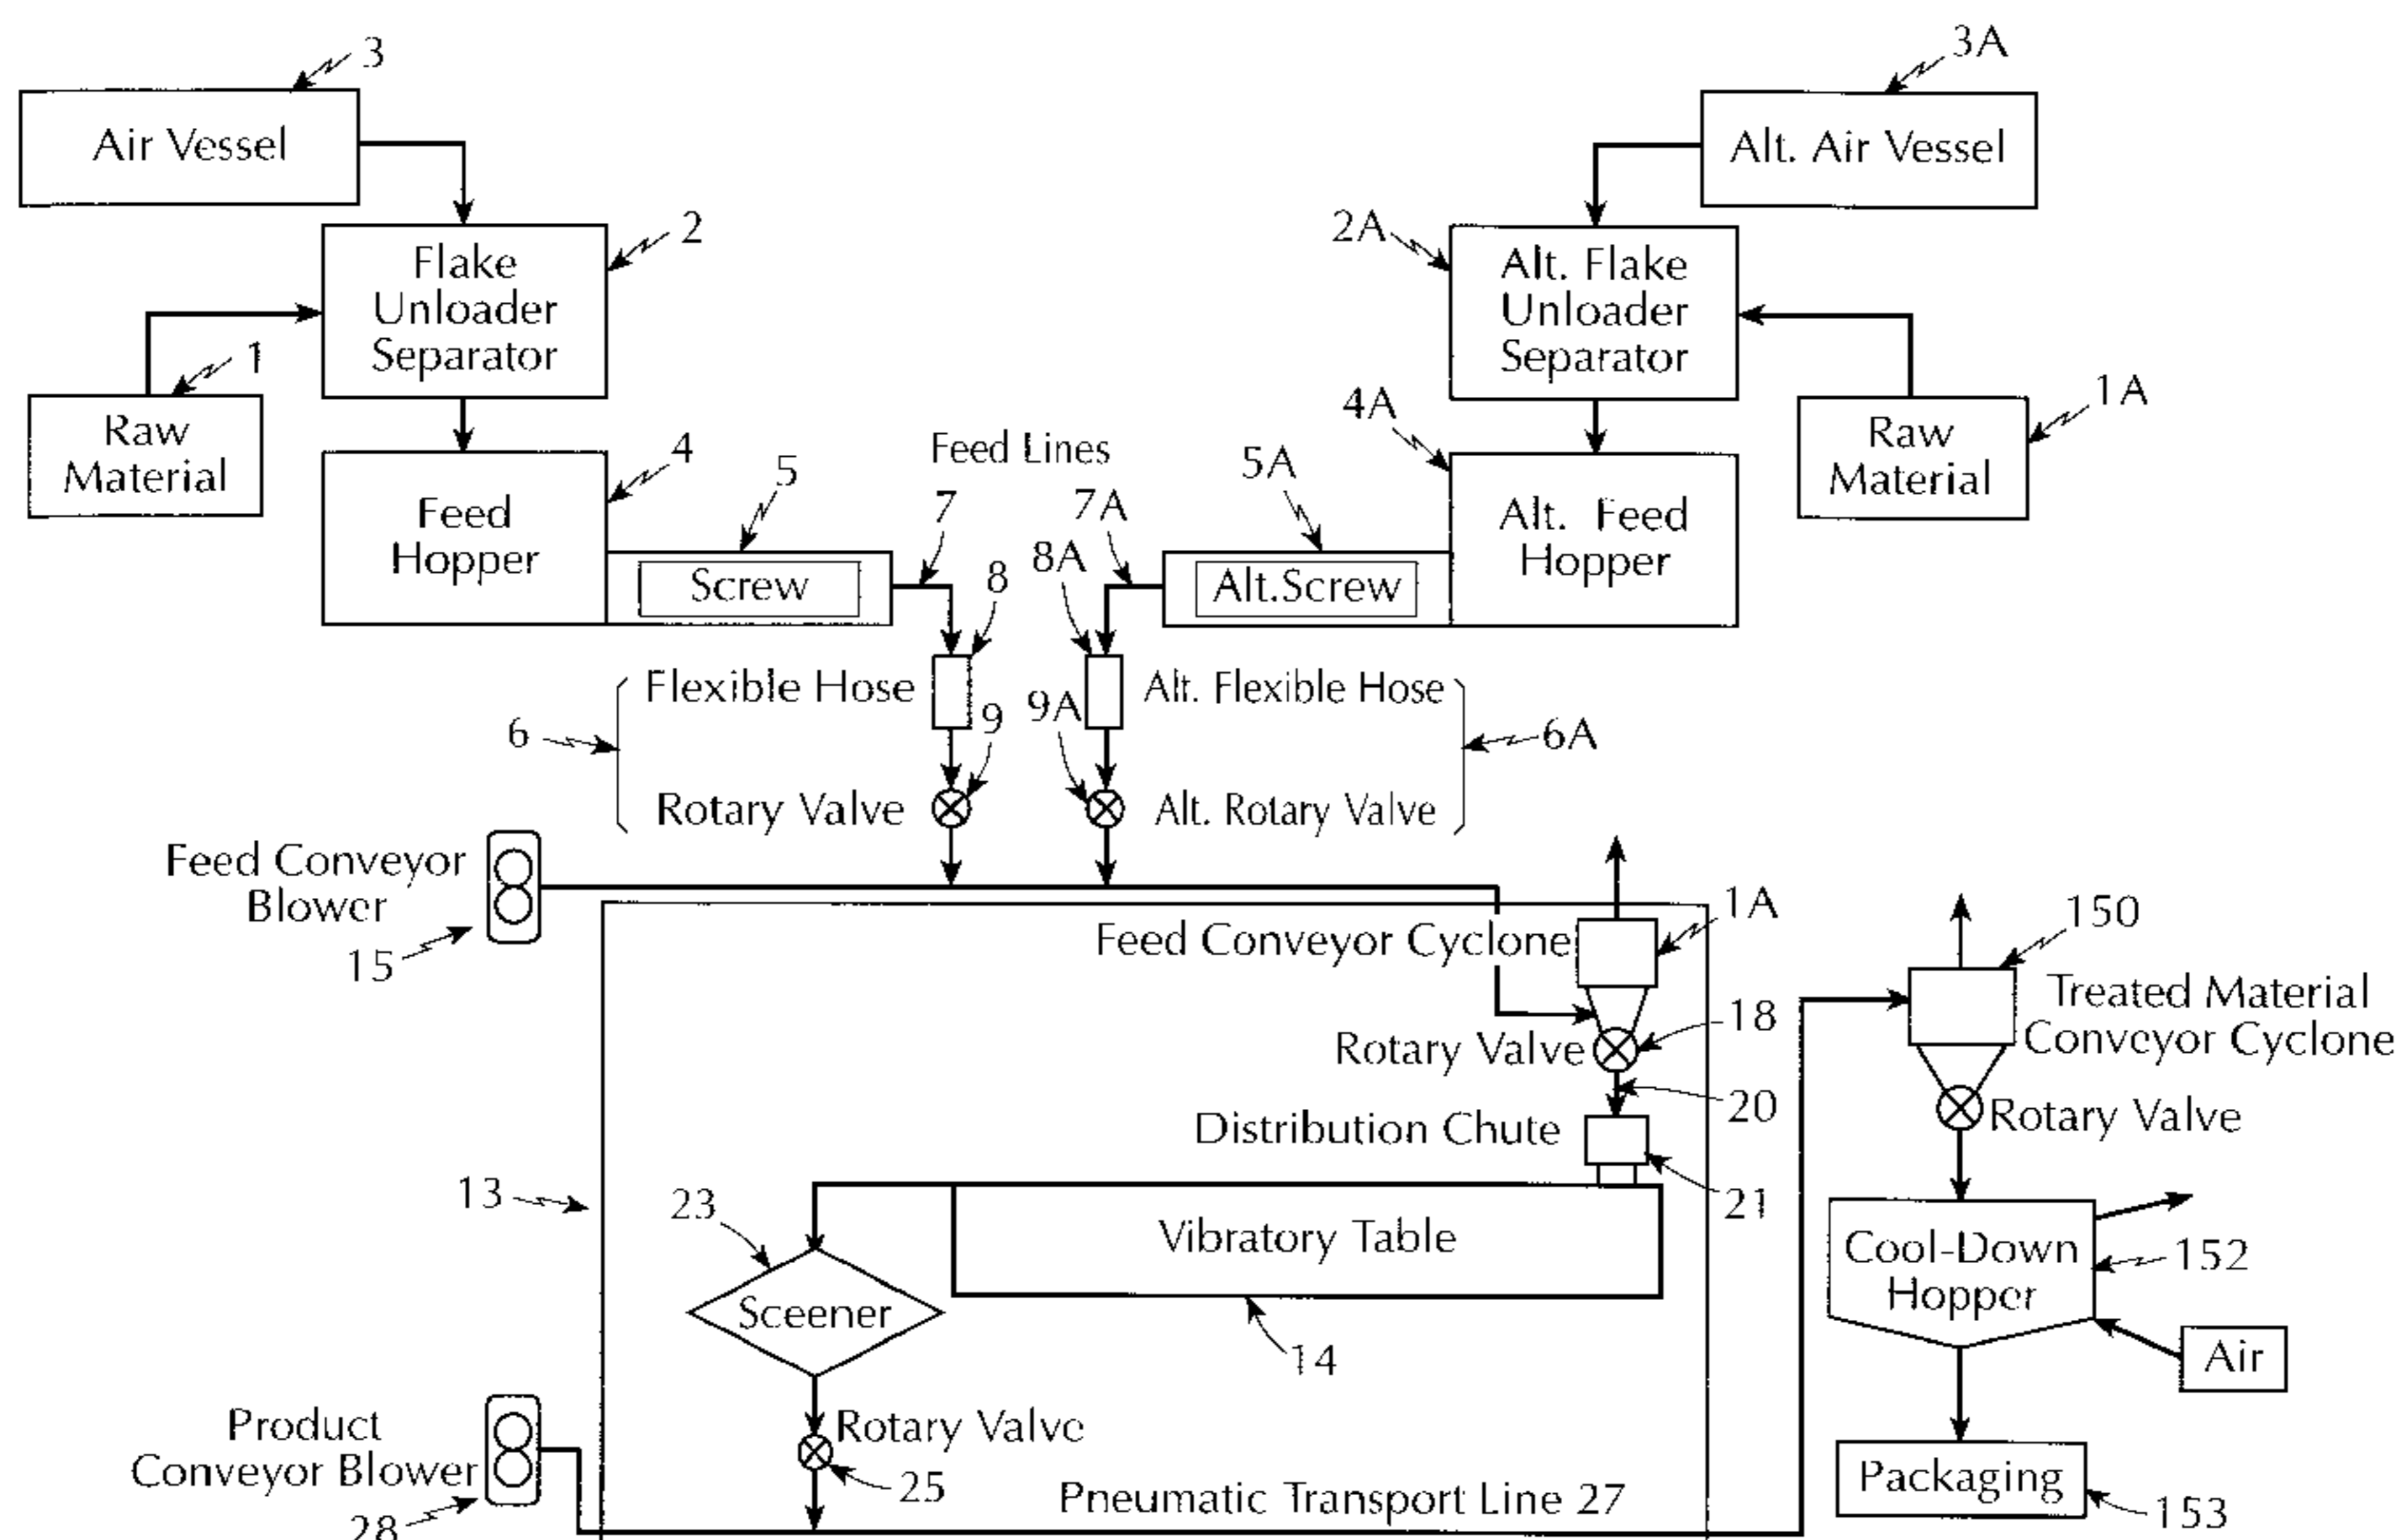 3
3A
Air Vessel
Alt. Air Vessel
2
2A
Flake
Unloader
Separator
Alt. Flake
Unloader
Separator
1
1A
Raw
Material
Raw
Material
4
4A
Feed Lines
5
5A
7
7A
Feed
Hopper
Alt. Feed
Hopper
Screw
Alt.Screw
8
8A
Flexible Hose
Alt. Flexible Hose
9
9A
6
6A
Rotary Valve
Alt. Rotary Valve
Feed Conveyor
Blower
15
Feed Conveyor Cyclone
1A
150
Treated Material
Conveyor Cyclone
Rotary Valve
18
20
Rotary Valve
Distribution Chute
21
13
23
Vibratory Table
Sceener
14
Cool-Down
Hopper
152
Air
Product
Conveyor Blower
28
Rotary Valve
25
Pneumatic Transport Line 27
Packaging
153